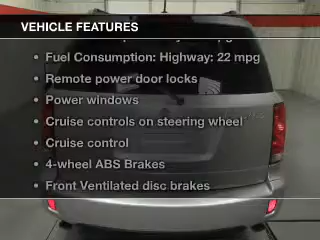 VEHICLE FEATURES
• Fuel Consumption: Highway: 22 mpg
• Remote power door locks
• Power windows
• Cruise controls on steering wheel
• Cruise control
• 4-wheel ABS Brakes
• Front Ventilated disc brakes